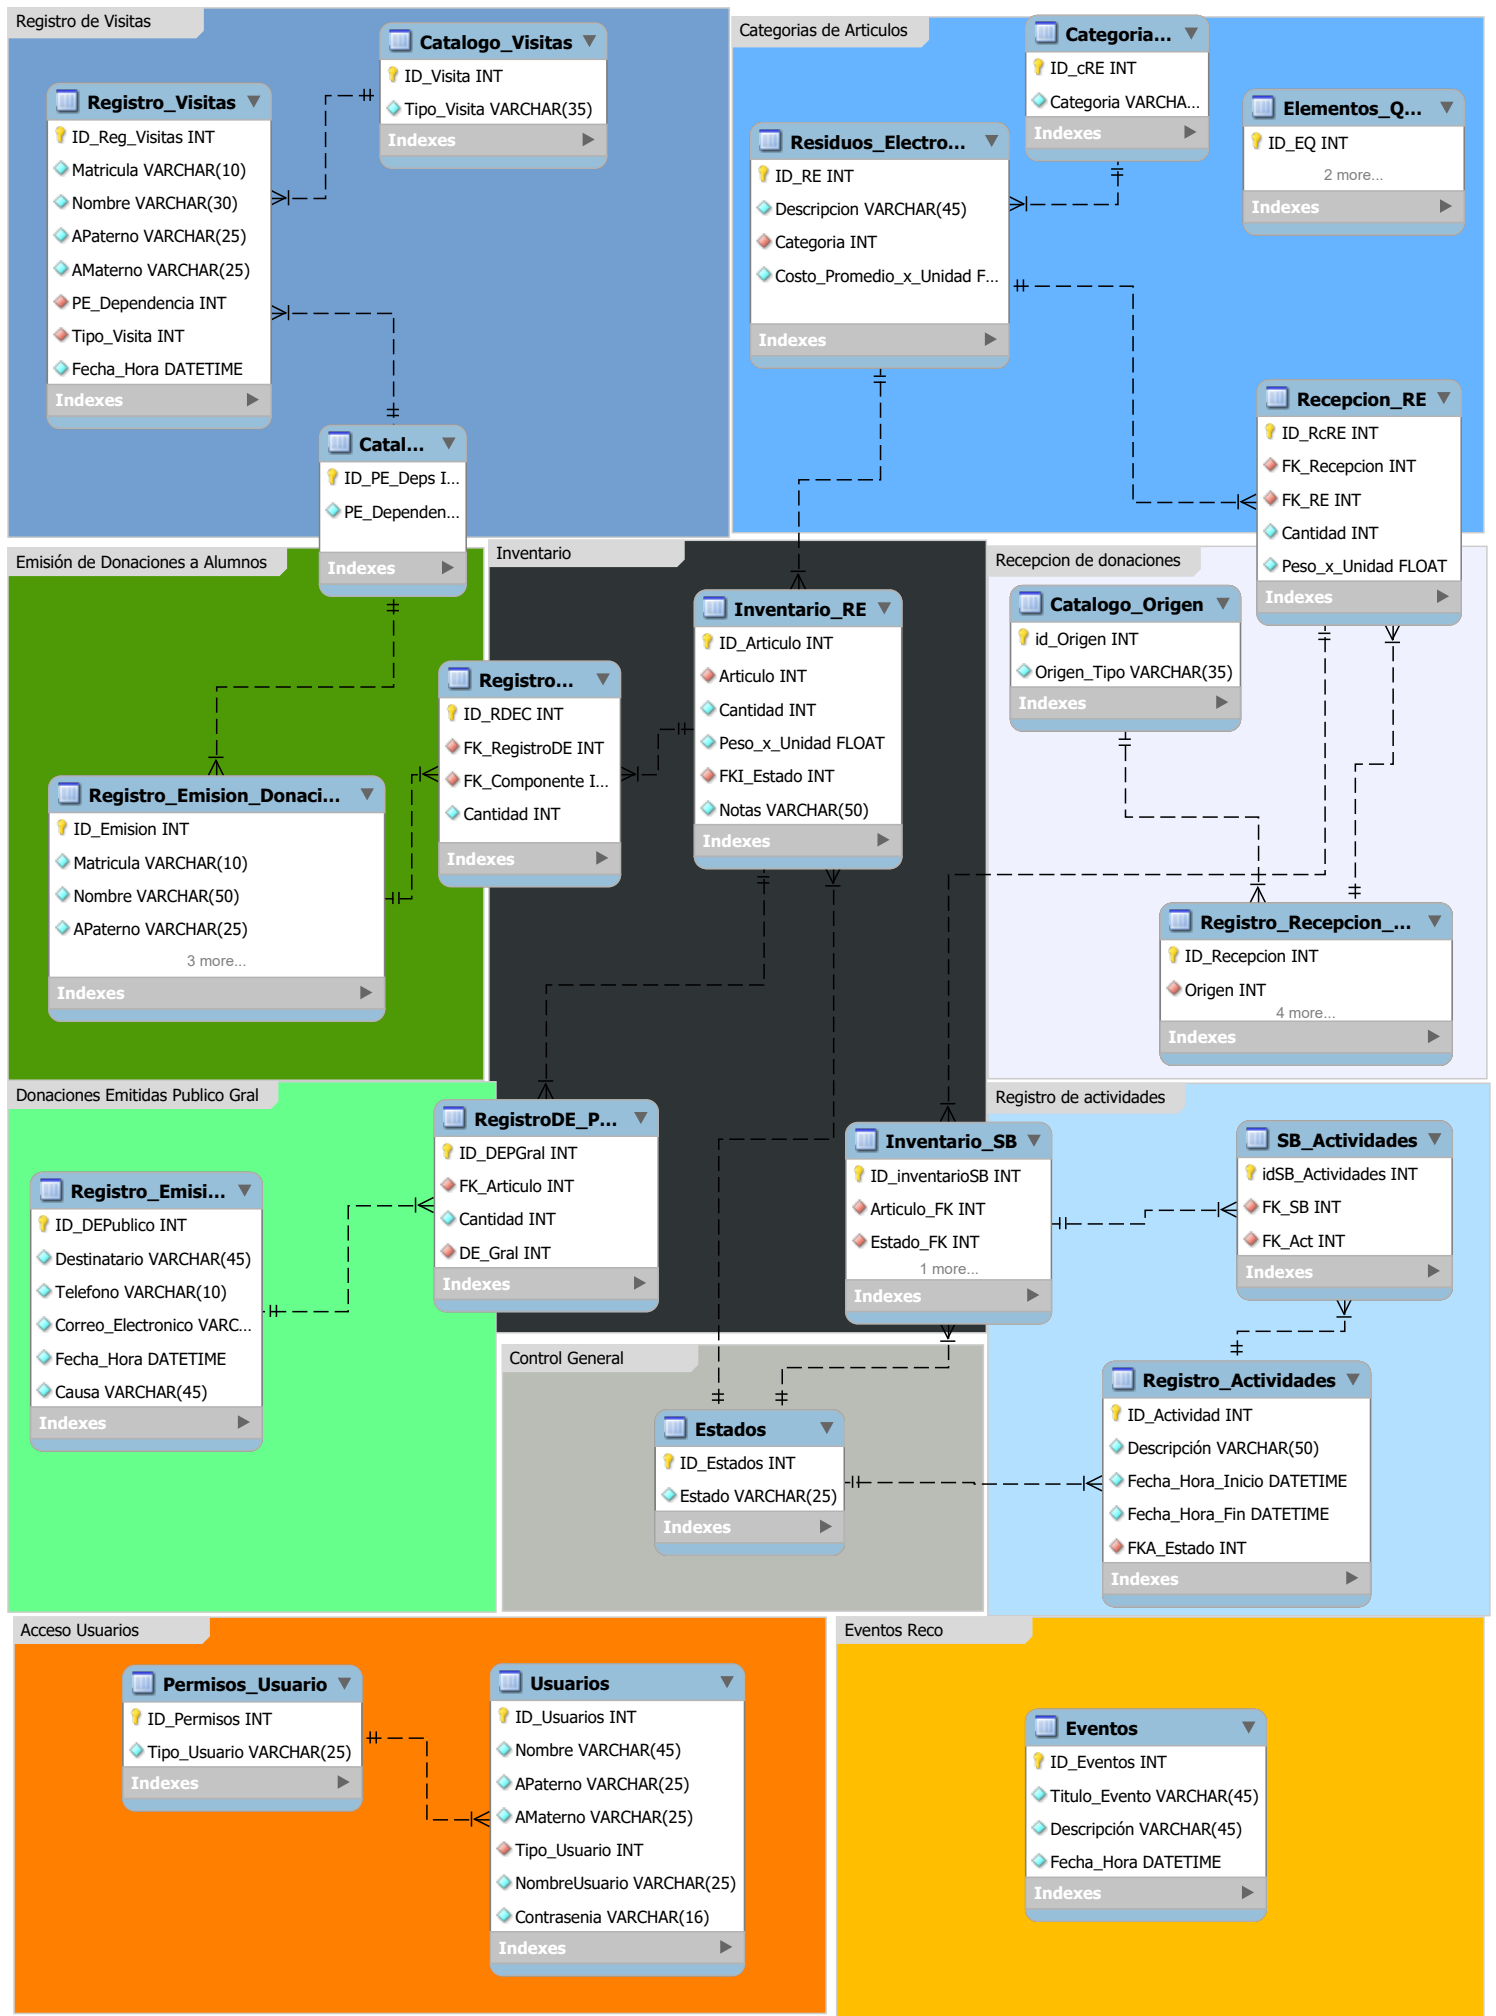 Registro de Visitas
Catalogo_Visitas
ID_Visita INT
Tipo_Visita VARCHAR(35)
Indexes
Registro_Visitas
ID_Reg_Visitas INT
Matricula VARCHAR(10)
Nombre VARCHAR(30)
APaterno VARCHAR(25)
AMaterno VARCHAR(25)
PE_Dependencia INT
Tipo_Visita INT
Fecha_Hora DATETIME
Indexes
Catal...
ID_PE_Deps I...
PE_Dependen...
Indexes
Categorias de Articulos
Categoria...
ID_cRE INT
Categoria VARCHA...
Indexes
Elementos_Q...
ID_EQ INT
2 more...
Indexes
Residuos_Electro...
ID_RE INT
Descripcion VARCHAR(45)
Categoria INT
Costo_Promedio_x_Unidad F...
Indexes
Recepcion_RE
ID_RcRE INT
FK_Recepcion INT
FK_RE INT
Cantidad INT
Peso_x_Unidad FLOAT
Indexes
Emisión de Donaciones a Alumnos
Registro_Emision_Donaci...
ID_Emision INT
Matricula VARCHAR(10)
Nombre VARCHAR(50)
APaterno VARCHAR(25)
3 more...
Indexes
Inventario
Registro...
ID_RDEC INT
FK_RegistroDE INT
FK_Componente I...
Cantidad INT
Indexes
Inventario_RE
ID_Articulo INT
Articulo INT
Cantidad INT
Peso_x_Unidad FLOAT
FKI_Estado INT
Notas VARCHAR(50)
Indexes
Recepcion de donaciones
Catalogo_Origen
id_Origen INT
Origen_Tipo VARCHAR(35)
Indexes
Registro_Recepcion_...
ID_Recepcion INT
Origen INT
4 more...
Indexes
Donaciones Emitidas Publico Gral
Registro_Emisi...
ID_DEPublico INT
Destinatario VARCHAR(45)
Telefono VARCHAR(10)
Correo_Electronico VARC...
Fecha_Hora DATETIME
Causa VARCHAR(45)
Indexes
RegistroDE_P...
ID_DEPGral INT
FK_Articulo INT
Cantidad INT
DE_Gral INT
Indexes
Inventario_SB
ID_inventarioSB INT
Articulo_FK INT
Estado_FK INT
1 more...
Indexes
Registro de actividades
SB_Actividades
idSB_Actividades INT
FK_SB INT
FK_Act INT
Indexes
Registro_Actividades
ID_Actividad INT
Descripción VARCHAR(50)
Fecha_Hora_Inicio DATETIME
Fecha_Hora_Fin DATETIME
FKA_Estado INT
Indexes
Control General
Estados
ID_Estados INT
Estado VARCHAR(25)
Indexes
Acceso Usuarios
Permisos_Usuario
ID_Permisos INT
Tipo_Usuario VARCHAR(25)
Indexes
Usuarios
ID_Usuarios INT
Nombre VARCHAR(45)
APaterno VARCHAR(25)
AMaterno VARCHAR(25)
Tipo_Usuario INT
NombreUsuario VARCHAR(25)
Contrasenia VARCHAR(16)
Indexes
Eventos Reco
Eventos
ID_Eventos INT
Titulo_Evento VARCHAR(45)
Descripción VARCHAR(45)
Fecha_Hora DATETIME
Indexes